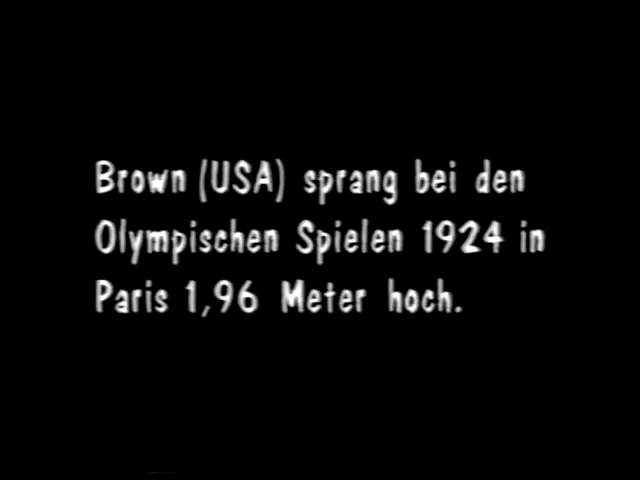 Brown (USA) sprang bei den
Olympischen Spielen 1924 in
Paris 1,96 Meter hoch.